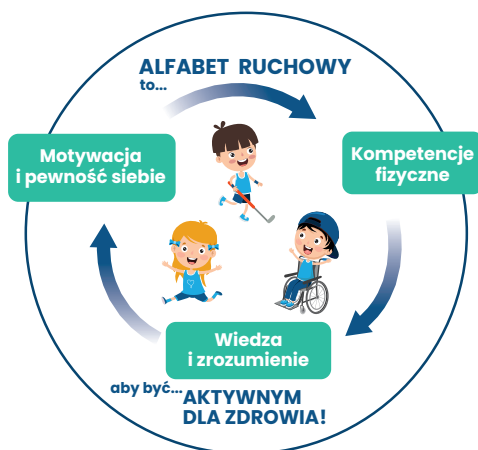 ALFABET RUCHOWY
to...
Motywacja
i pewność siebie
Kompetencje
fizyczne
Wiedza
i zrozumienie
aby być...
AKTYWNYM
DLA ZDROWIA!